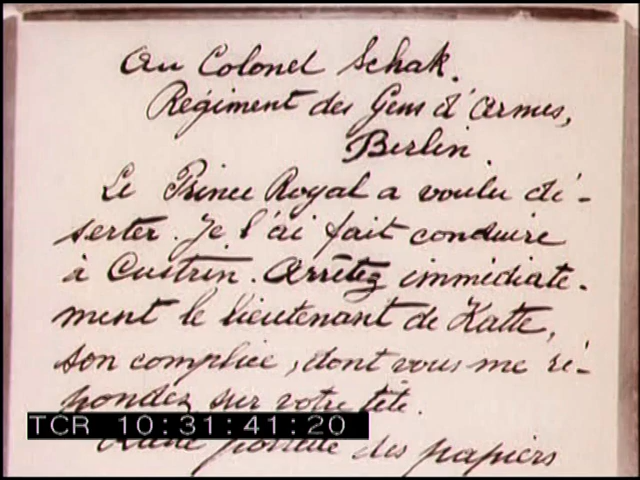 Au Colonel Schak.
Régiment des Gens d'Armes,
Berlin.
Le Prince Royal a voulu dé-
serter. Je l'ai fait conduire
à Custrin. Arrêtez immédiate-
ment le lieutenant de Katte,
son complice, dont vous me ré-
pondez sur votre tête.
TCR 10:31:41:20
des papiers